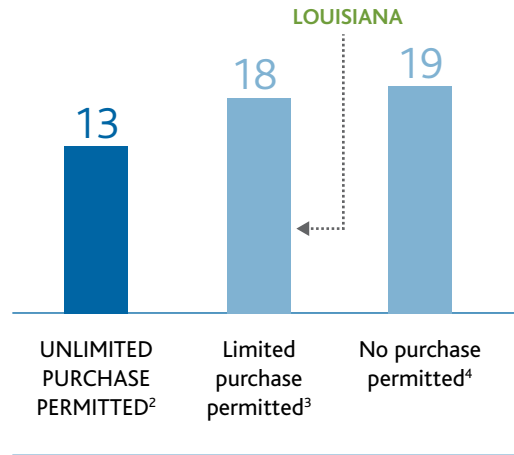 LOUISIANA
13
18
19
UNLIMITED
PURCHASE
PERMITTED²
Limited
purchase
permitted³
No purchase
permitted⁴